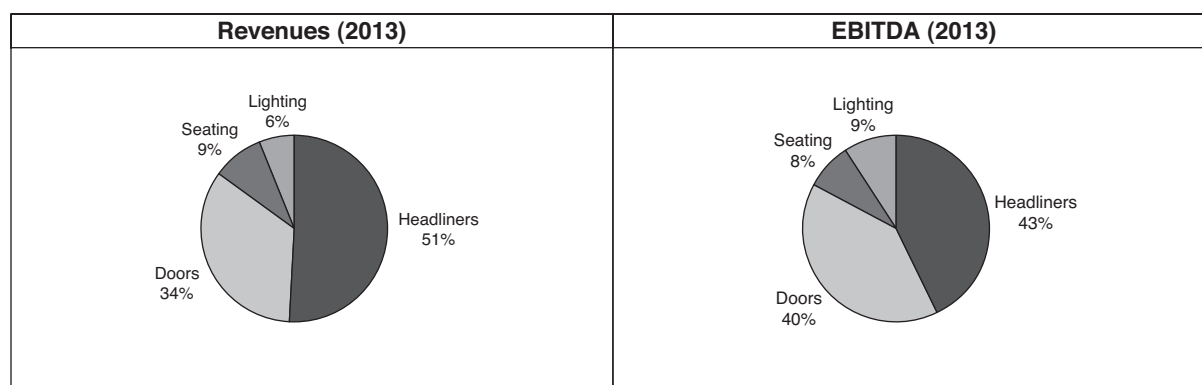 Revenues (2013)
EBITDA (2013)
Lighting
6%
Seating
9%
Headliners
51%
Doors
34%
Lighting
9%
Seating
8%
Headliners
43%
Doors
40%